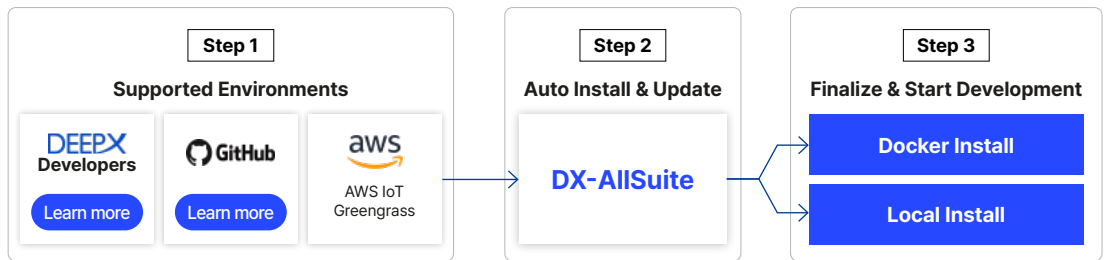 Step 1
Supported Environments
DEEPX
Developers
Learn more
GitHub
Learn more
aws
AWS IoT
Greengrass
Step 2
Auto Install & Update
DX-AllSuite
Step 3
Finalize & Start Development
Docker Install
Local Install